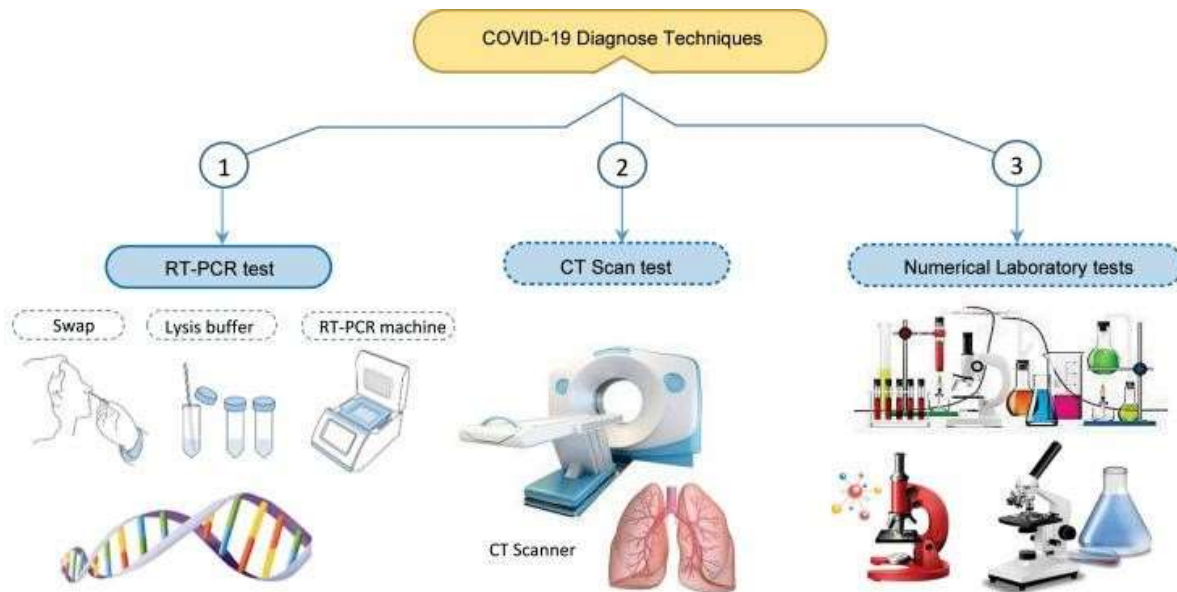 COVID-19 Diagnose Techniques
1
2
3
RT-PCR test
CT Scan test
Numerical Laboratory tests
Swap
Lysis buffer
RT-PCR machine
CT Scanner